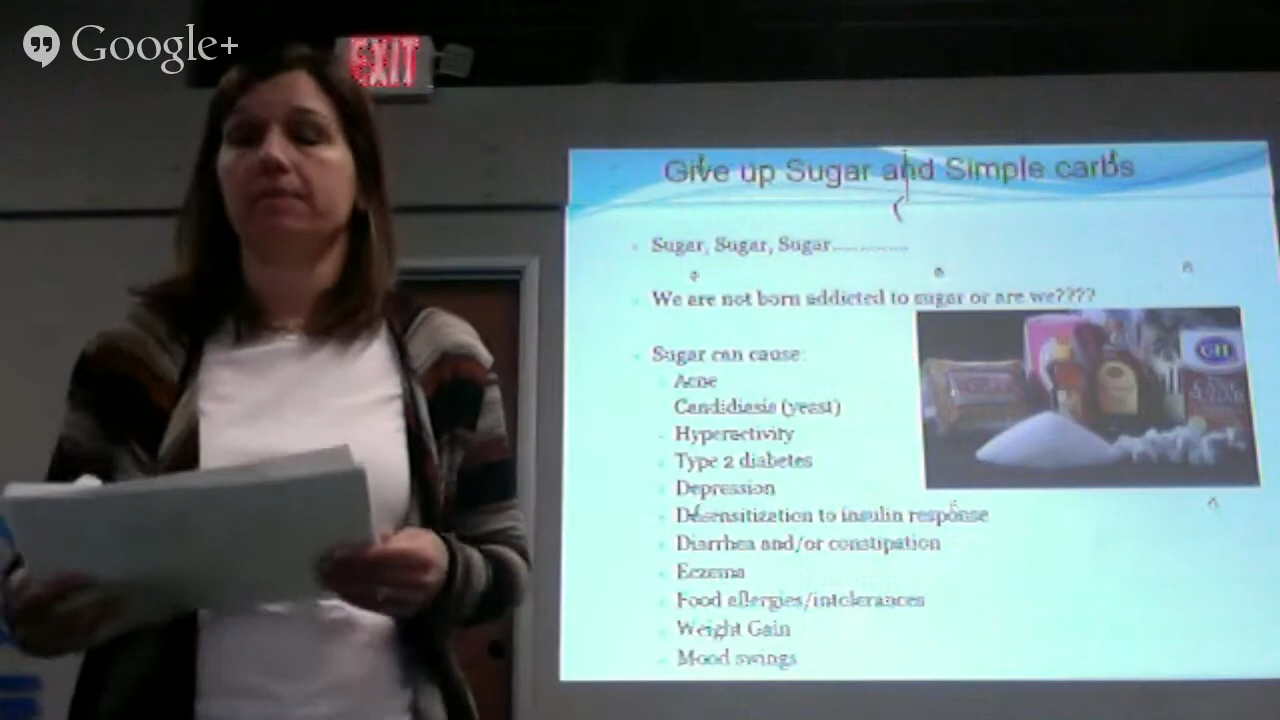 Google+
EXIT
Give up Sugar and Simple carbs
Sugar, Sugar, Sugar..............
We are not born addicted to sugar or are we????
Sugar can cause:
Acne
Candidiasis (yeast)
Hyperactivity
Type 2 diabetes
Depression
Desensitization to insulin response
Diarrhea and/or constipation
Eczema
Food allergies/intolerances
Weight Gain
Mood swings